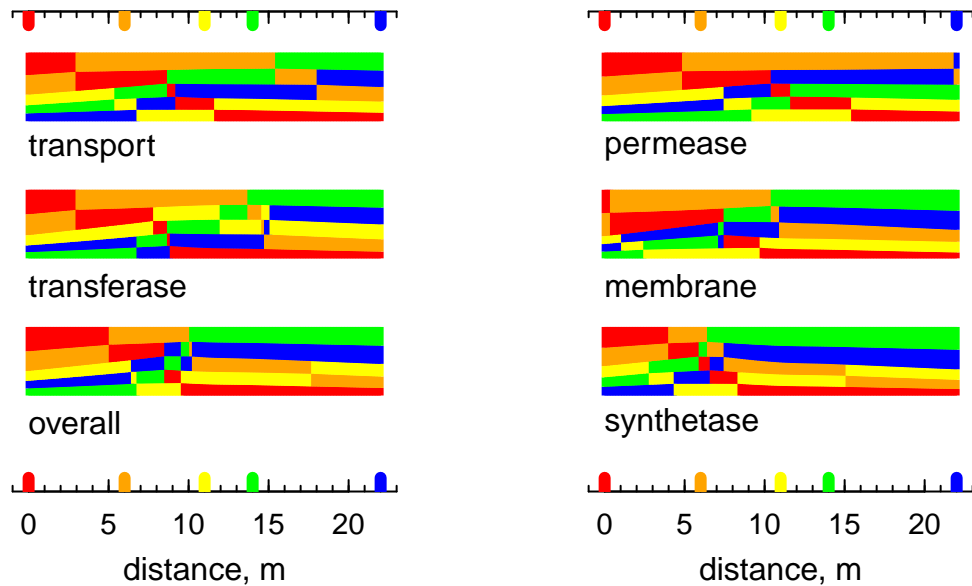 transport
permease
transferase
membrane
overall
synthetase
0 5 10 15 20
0 5 10 15 20
distance, m
distance, m